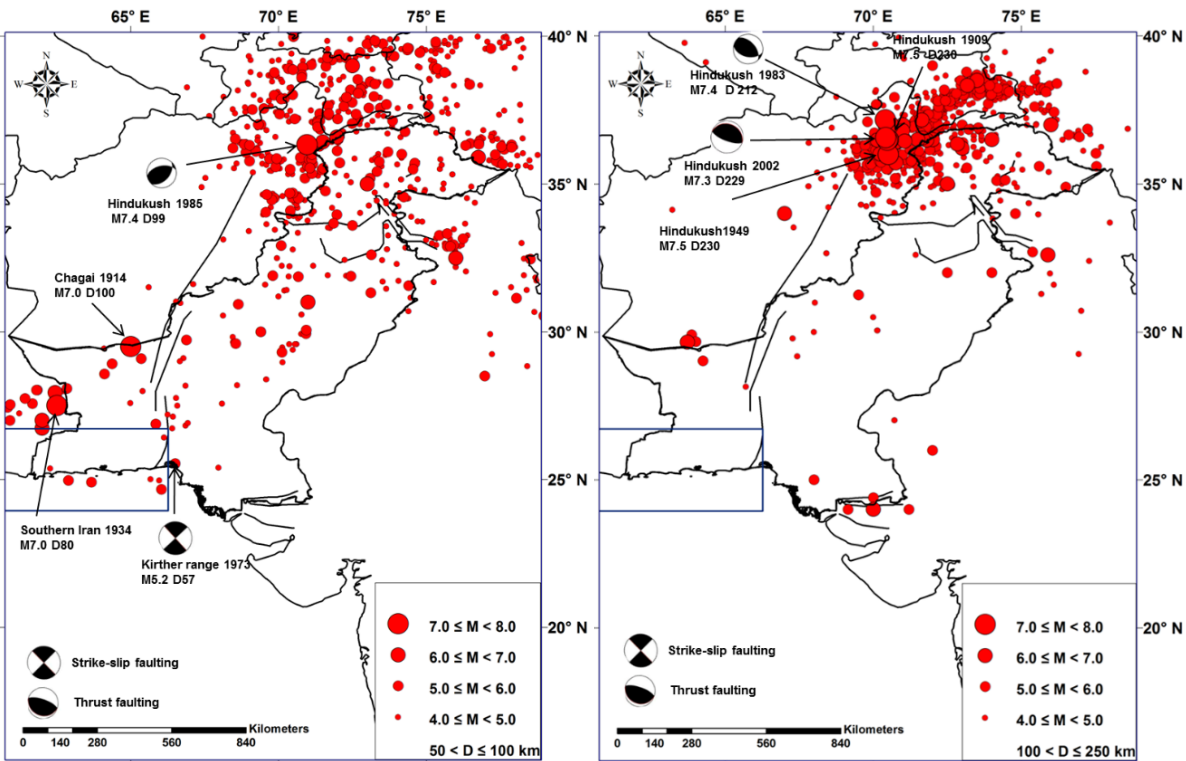 65° E 70° E 75° E
65° E 70° E 75° E
40° N
40° N
N
W E
S
N
W E
S
Hindukush 1909
M7.5 D230
Hindukush 1983
M7.4 D 212
Hindukush 2002
M7.3 D229
35° N
35° N
Hindukush 1985
M7.4 D99
Hindukush1949
M7.5 D230
Chagai 1914
M7.0 D100
30° N
30° N
25° N
25° N
Southern Iran 1934
M7.0 D80
Kirther range 1973
M5.2 D57
20° N
20° N
7.0 ≤ M < 8.0
6.0 ≤ M < 7.0
5.0 ≤ M < 6.0
4.0 ≤ M < 5.0
50 < D ≤ 100 km
Strike-slip faulting
Thrust faulting
Kilometers
0 140 280 560 840
7.0 ≤ M < 8.0
6.0 ≤ M < 7.0
5.0 ≤ M < 6.0
4.0 ≤ M < 5.0
100 < D ≤ 250 km
Strike-slip faulting
Thrust faulting
Kilometers
0 140 280 560 840